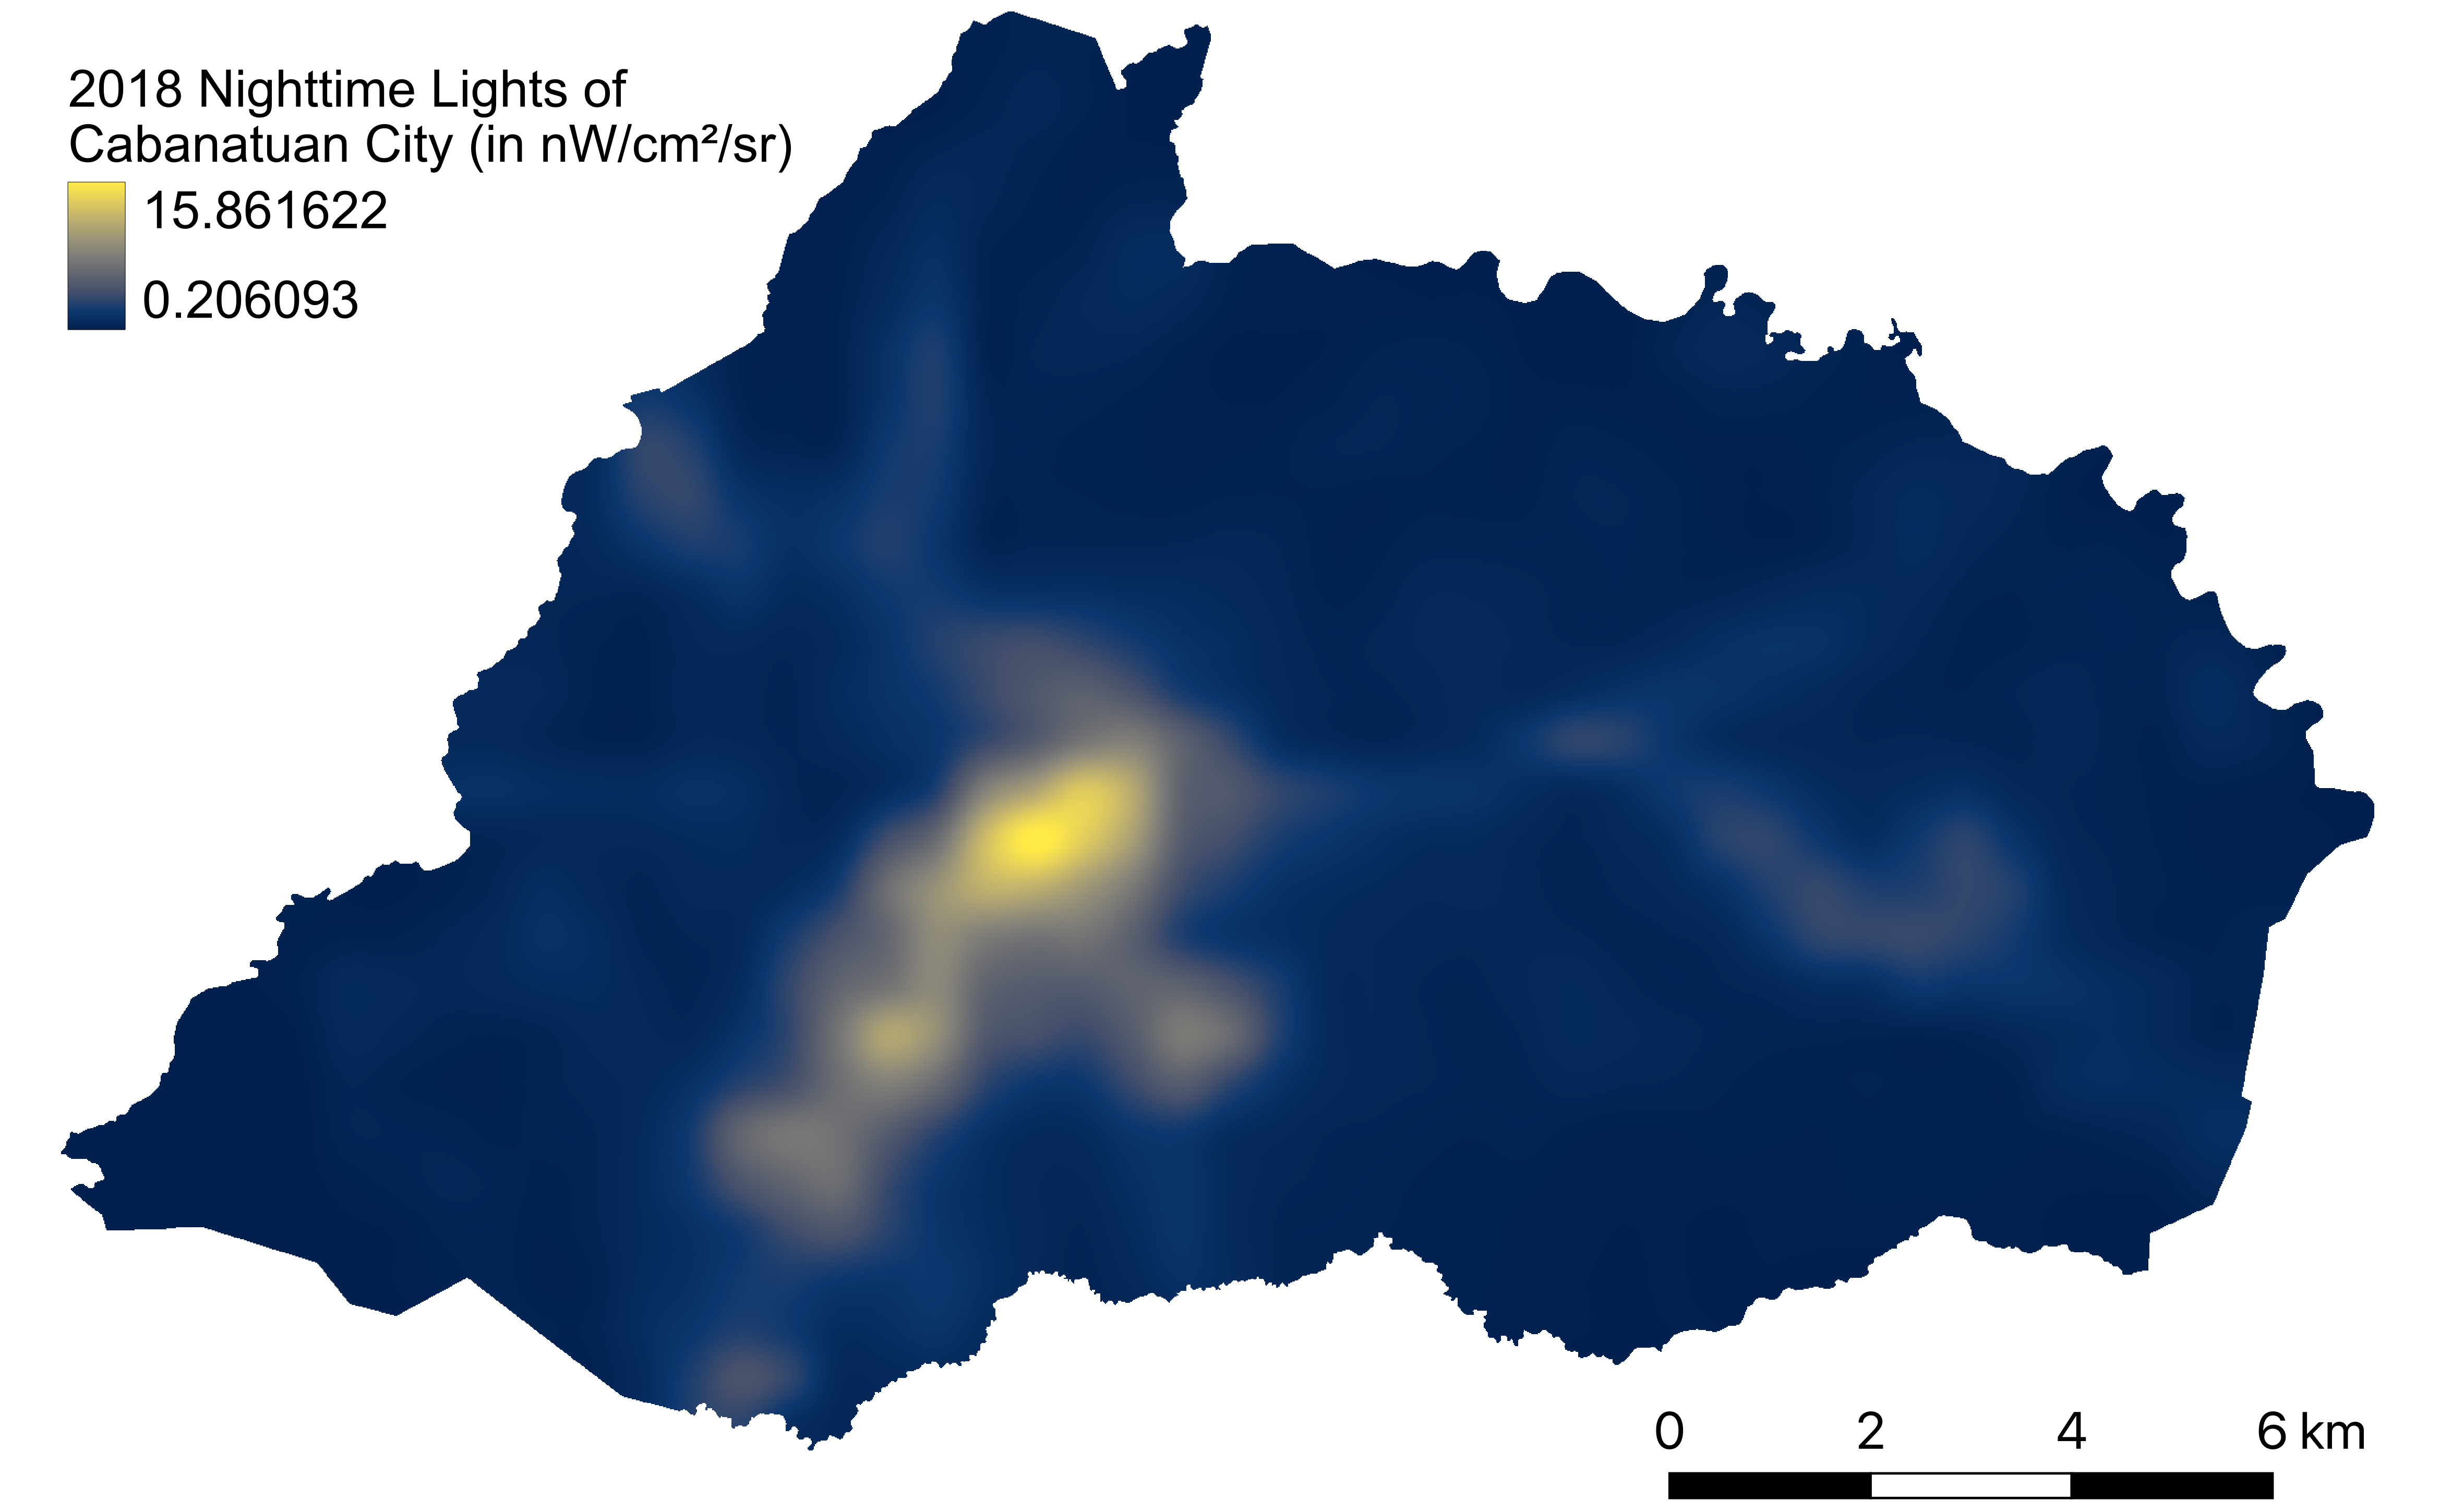 2018 Nighttime Lights of
Cabanatuan City (in nW/cm²/sr)
15.861622
0.206093
0 2 4 6 km